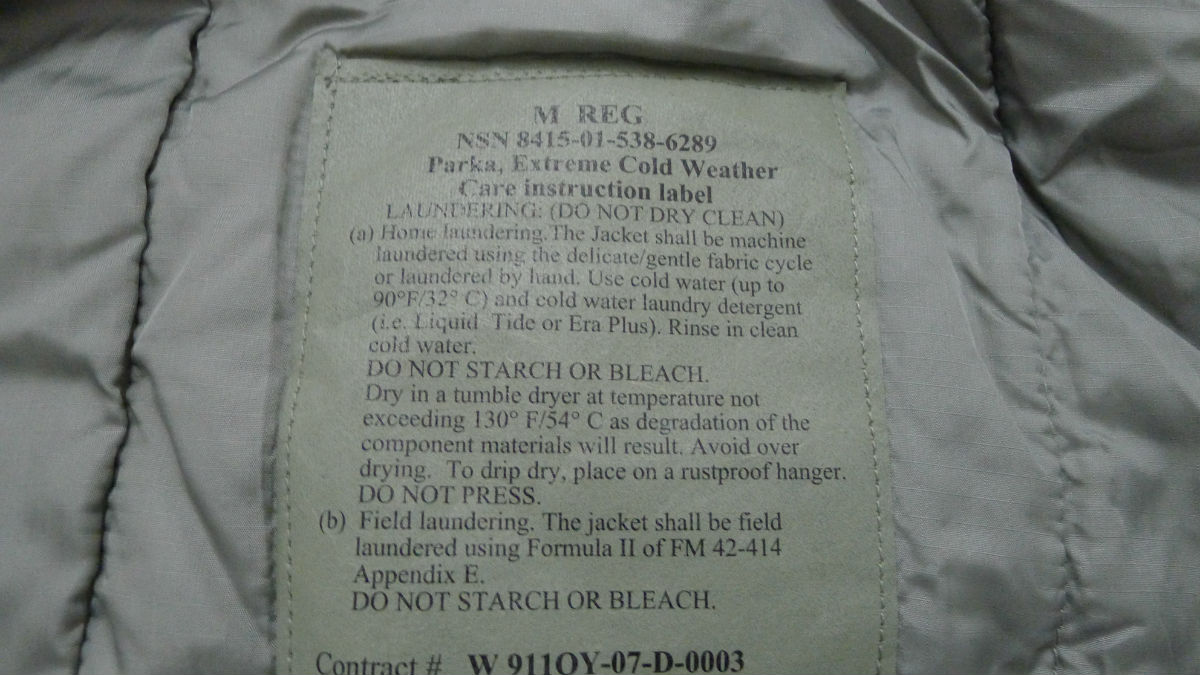 M REG
NSN 8415-01-538-6289
Parka, Extreme Cold Weather
Care instruction label
LAUNDERING: (DO NOT DRY CLEAN)
(a) Home laundering. The Jacket shall be machine
laundered using the delicate/gentle fabric cycle
or laundered by hand. Use cold water (up to
90°F/32° C) and cold water laundry detergent
(i.e. Liquid Tide or Era Plus). Rinse in clean
cold water.
DO NOT STARCH OR BLEACH.
Dry in a tumble dryer at temperature not
exceeding 130° F/54° C as degradation of the
component materials will result. Avoid over
drying. To drip dry, place on a rustproof hanger.
DO NOT PRESS.
(b) Field laundering. The jacket shall be field
laundered using Formula II of FM 42-414
Appendix E.
DO NOT STARCH OR BLEACH.
Contract # W 911OY-07-D-0003